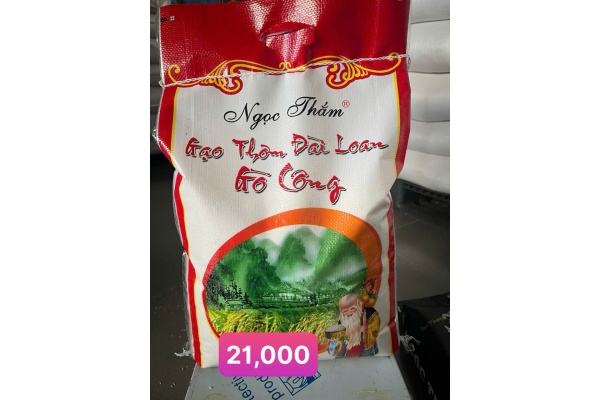 Ngọc Thắm®
Gạo Thơm Đài Loan
Gò Công
21,000